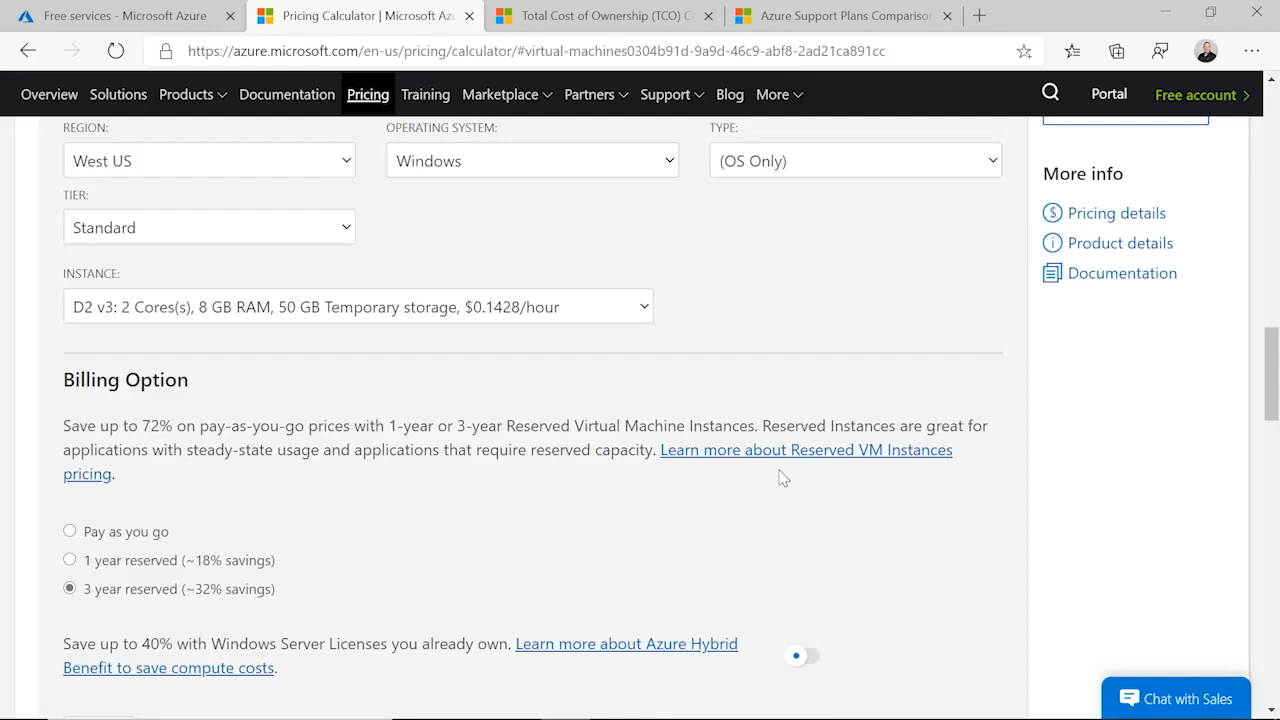 Free services - Microsoft Azure
Pricing Calculator | Microsoft Az
Total Cost of Ownership (TCO) C
Azure Support Plans Comparison
https://azure.microsoft.com/en-us/pricing/calculator/#virtual-machines0304b91d-9a9d-46c9-abf8-2ad21ca891cc
Overview Solutions Products Documentation Pricing Training Marketplace Partners Support Blog More Portal Free account
REGION: OPERATING SYSTEM: TYPE:
West US Windows (OS Only)
TIER:
Standard
INSTANCE:
D2 v3: 2 Cores(s), 8 GB RAM, 50 GB Temporary storage, $0.1428/hour
Billing Option
Save up to 72% on pay-as-you-go prices with 1-year or 3-year Reserved Virtual Machine Instances. Reserved Instances are great for
applications with steady-state usage and applications that require reserved capacity. Learn more about Reserved VM Instances
pricing.
Pay as you go
1 year reserved (~18% savings)
3 year reserved (~32% savings)
Save up to 40% with Windows Server Licenses you already own. Learn more about Azure Hybrid
Benefit to save compute costs.
More info
Pricing details
Product details
Documentation
Chat with Sales